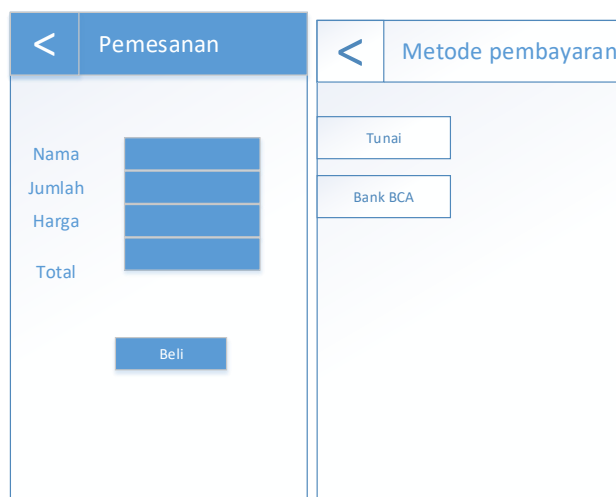 < Pemesanan
Nama
Jumlah
Harga
Total
Beli
< Metode pembayaran
Tunai
Bank BCA